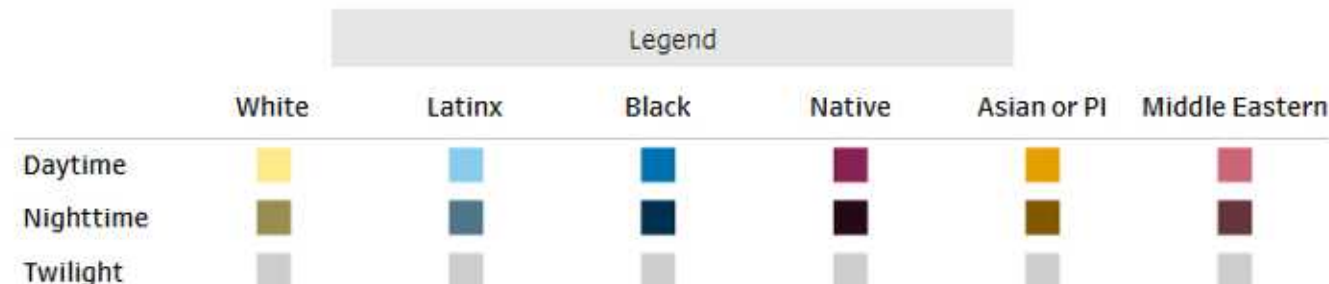 Legend
White Latinx Black Native Asian or PI Middle Eastern
Daytime
Nighttime
Twilight